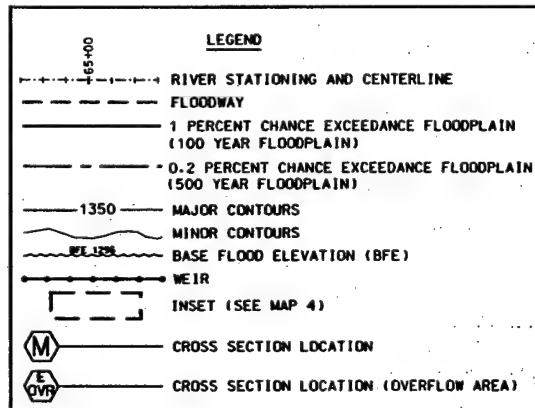 LEGEND
65+00
RIVER STATIONING AND CENTERLINE
FLOODWAY
1 PERCENT CHANCE EXCEEDANCE FLOODPLAIN
(100 YEAR FLOODPLAIN)
0.2 PERCENT CHANCE EXCEEDANCE FLOODPLAIN
(500 YEAR FLOODPLAIN)
1350 MAJOR CONTOURS
MINOR CONTOURS
BFE 1296 BASE FLOOD ELEVATION (BFE)
WEIR
INSET (SEE MAP 4)
M CROSS SECTION LOCATION
E
OVR CROSS SECTION LOCATION (OVERFLOW AREA)